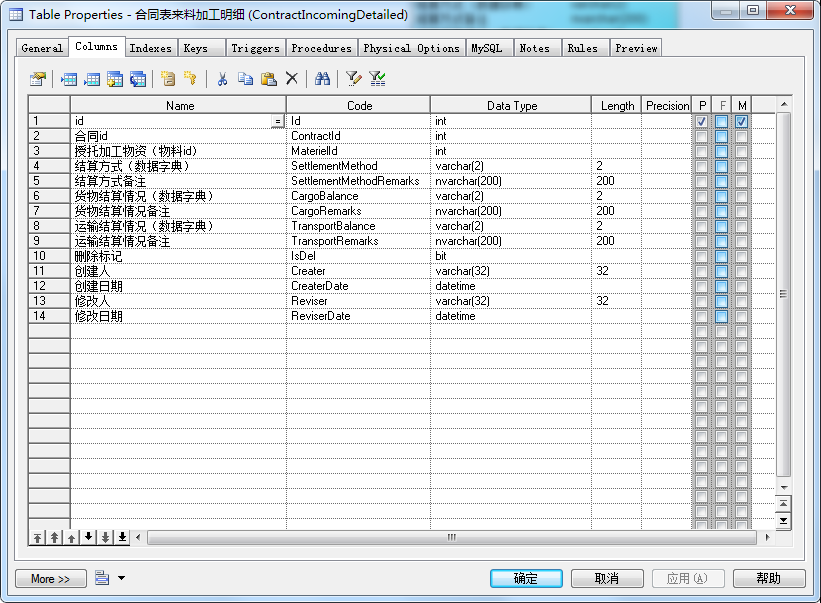 Table Properties - 合同表来料加工明细 (ContractIncomingDetailed)
General Columns Indexes Keys Triggers Procedures Physical Options MySQL Notes Rules Preview
Name Code Data Type Length Precision P F M
1 id = Id int
2 合同id ContractId int
3 授托加工物资（物料id） MaterielId int
4 结算方式（数据字典） SettlementMethod varchar(2) 2
5 结算方式备注 SettlementMethodRemarks nvarchar(200) 200
6 货物结算情况（数据字典） CargoBalance varchar(2) 2
7 货物结算情况备注 CargoRemarks nvarchar(200) 200
8 运输结算情况（数据字典） TransportBalance varchar(2) 2
9 运输结算情况备注 TransportRemarks nvarchar(200) 200
10 删除标记 IsDel bit
11 创建人 Creater varchar(32) 32
12 创建日期 CreaterDate datetime
13 修改人 Reviser varchar(32) 32
14 修改日期 ReviserDate datetime
More >> 确定 取消 应用(A) 帮助